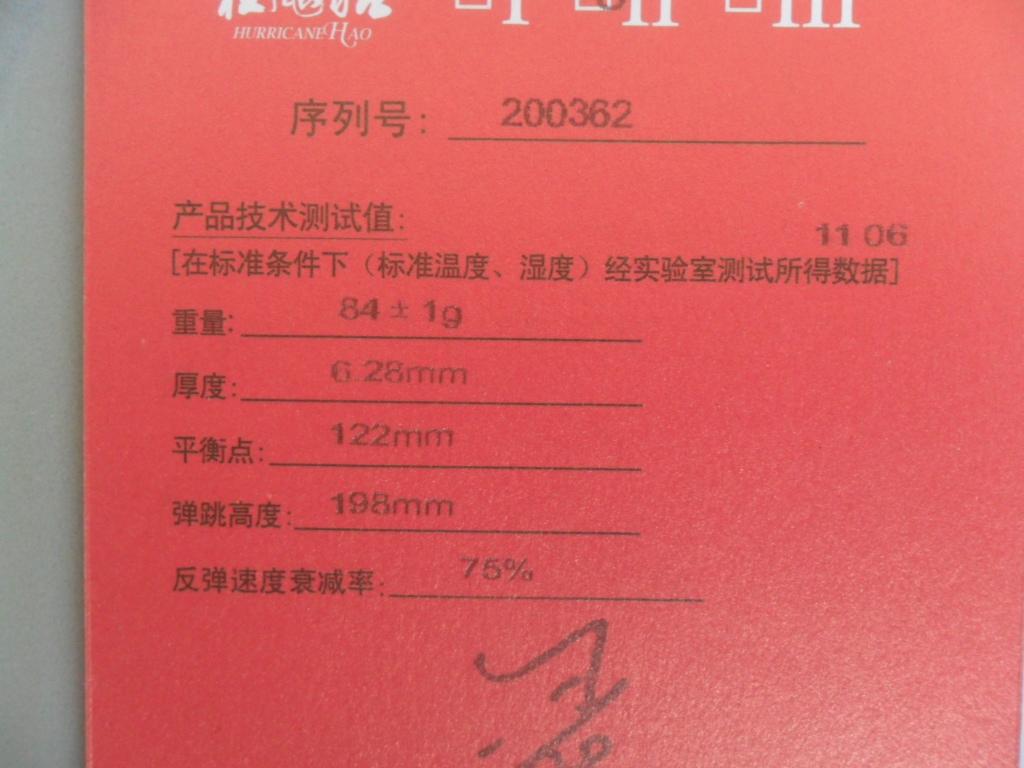 HURRICANE HAO
□I □II □III
序列号: 200362
产品技术测试值:
11 06
[在标准条件下（标准温度、湿度）经实验室测试所得数据]
重量: 84 ± 1g
厚度: 6.28mm
平衡点: 122mm
弹跳高度: 198mm
反弹速度衰减率: 75%